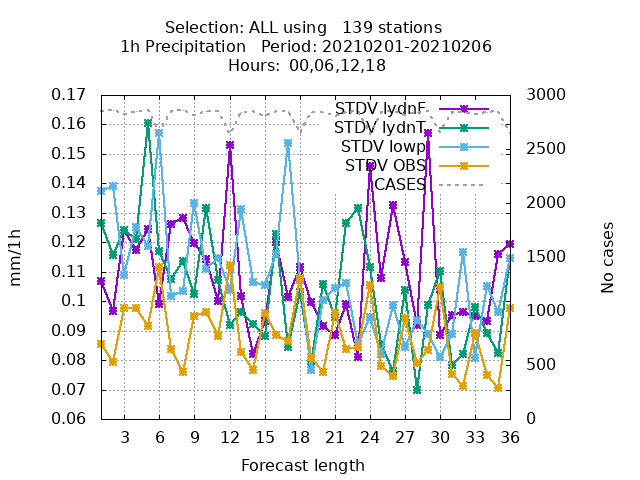 Selection: ALL using   139 stations
1h Precipitation   Period: 20210201-20210206
Hours: 00,06,12,18
0.17
0.16
0.15
0.14
0.13
0.12
0.11
0.1
0.09
0.08
0.07
0.06
mm/1h
STDV lydnF
STDV lydnT
STDV lowp
STDV OBS
CASES
3000
2500
2000
1500
1000
500
0
No cases
3 6 9 12 15 18 21 24 27 30 33 36
Forecast length